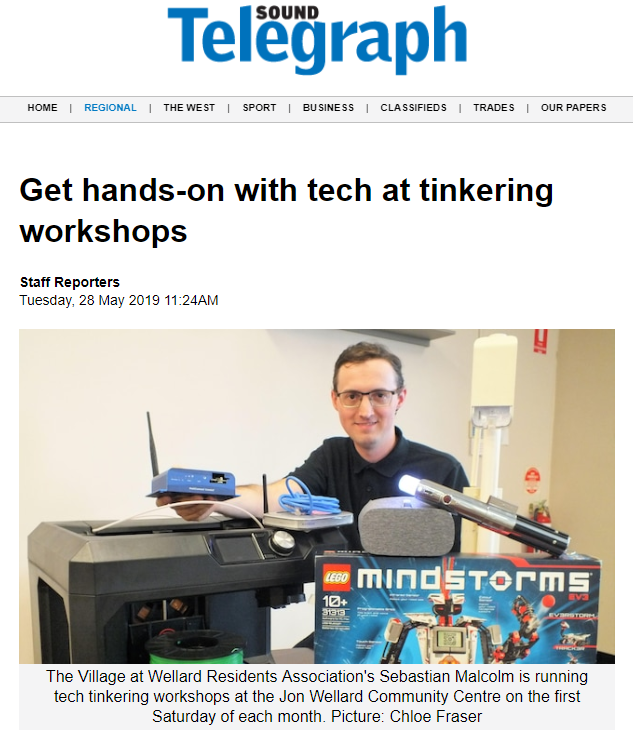 SOUND
Telegraph
HOME | REGIONAL | THE WEST | SPORT | BUSINESS | CLASSIFIEDS | TRADES | OUR PAPERS
Get hands-on with tech at tinkering
workshops
Staff Reporters
Tuesday, 28 May 2019 11:24AM
LEGO MINDSTORMS
EV3
10+
31313
EV3RSTORM
TRACK3R
The Village at Wellard Residents Association's Sebastian Malcolm is running
tech tinkering workshops at the Jon Wellard Community Centre on the first
Saturday of each month. Picture: Chloe Fraser